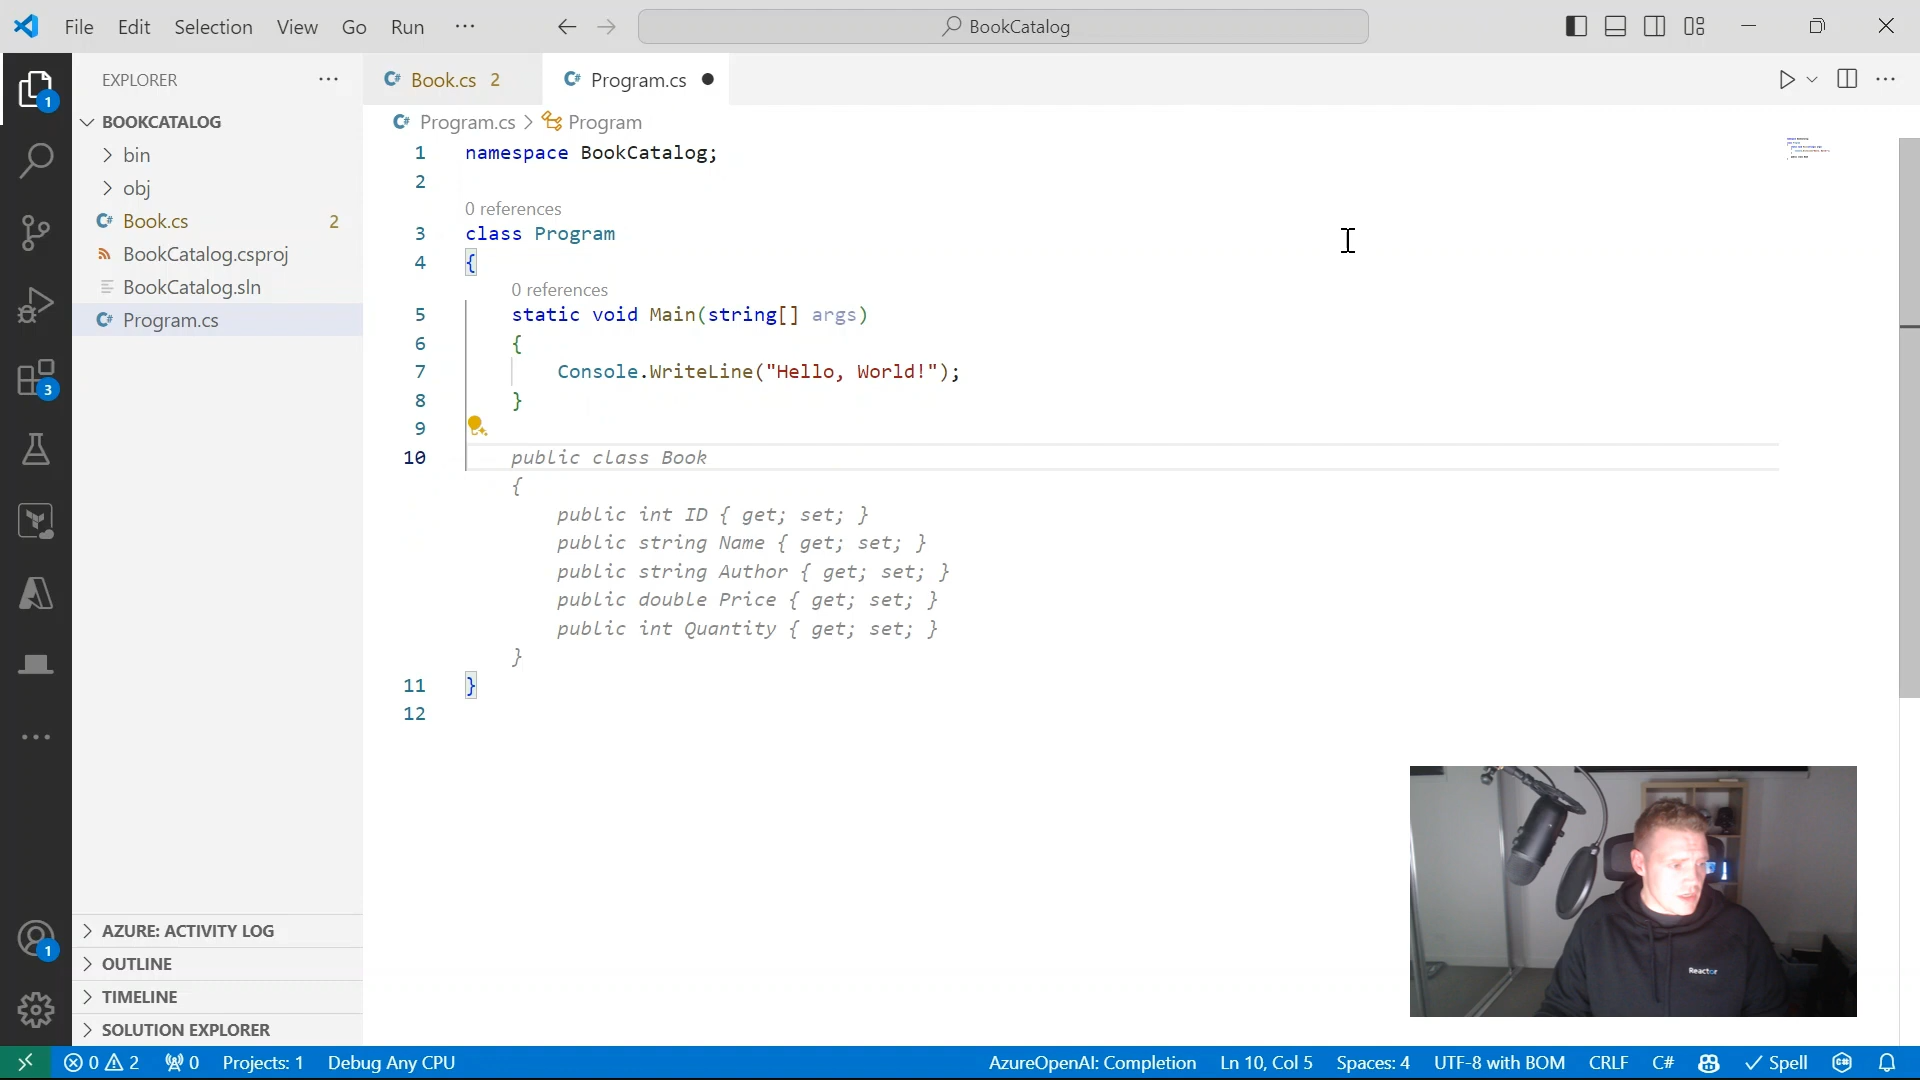 File Edit Selection View Go Run ··· BookCatalog
EXPLORER ···
Book.cs 2 Program.cs
Program.cs > Program
BOOKCATALOG
bin
obj
Book.cs 2
BookCatalog.csproj
BookCatalog.sln
Program.cs
1 namespace BookCatalog;
2
0 references
3 class Program
4 {
0 references
5 static void Main(string[] args)
6 {
7 Console.WriteLine("Hello, World!");
8 }
9
10 public class Book
{
public int ID { get; set; }
public string Name { get; set; }
public string Author { get; set; }
public double Price { get; set; }
public int Quantity { get; set; }
}
11 }
12
1
3
1
AZURE: ACTIVITY LOG
OUTLINE
TIMELINE
SOLUTION EXPLORER
Reactor
0 2 0 Projects: 1 Debug Any CPU AzureOpenAI: Completion Ln 10, Col 5 Spaces: 4 UTF-8 with BOM CRLF C# Spell